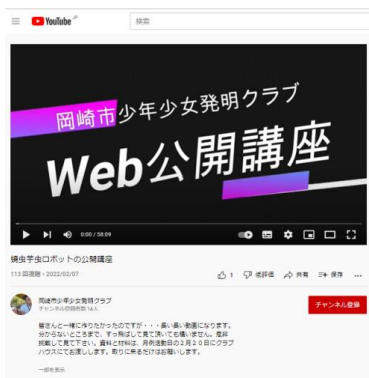 YouTube JP
検索
岡崎市少年少女発明クラブ
Web公開講座
0:00 / 58:09
蜻虫芋虫ロボットの公開講座
113 回視聴・2022/02/07
1 低評価 共有 保存 …
岡崎市少年少女発明クラブ
チャンネル登録者数 16人
チャンネル登録
皆さんと一緒に作りたかったのですが・・・長い長い動画になります。
分からないところまで、すっ飛ばして見て頂いても構いません。是非
挑戦して見て下さい。資料と材料は、月例活動日の2月20日にクラブ
ハウスにてお渡しします。取りに来るだけはお願いします。
一部を表示